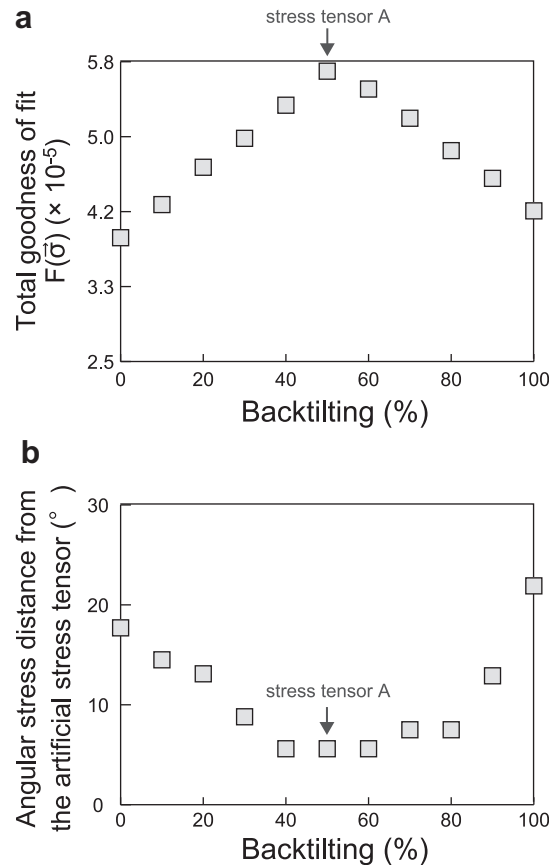 a
stress tensor A
5.8
5.0
4.2
3.3
2.5
Total goodness of fit
F(σ⃗) (× 10⁻⁵)
0 20 40 60 80 100
Backtilting (%)
b
30
20
10
0
Angular stress distance from
the artificial stress tensor (° )
stress tensor A
0 20 40 60 80 100
Backtilting (%)